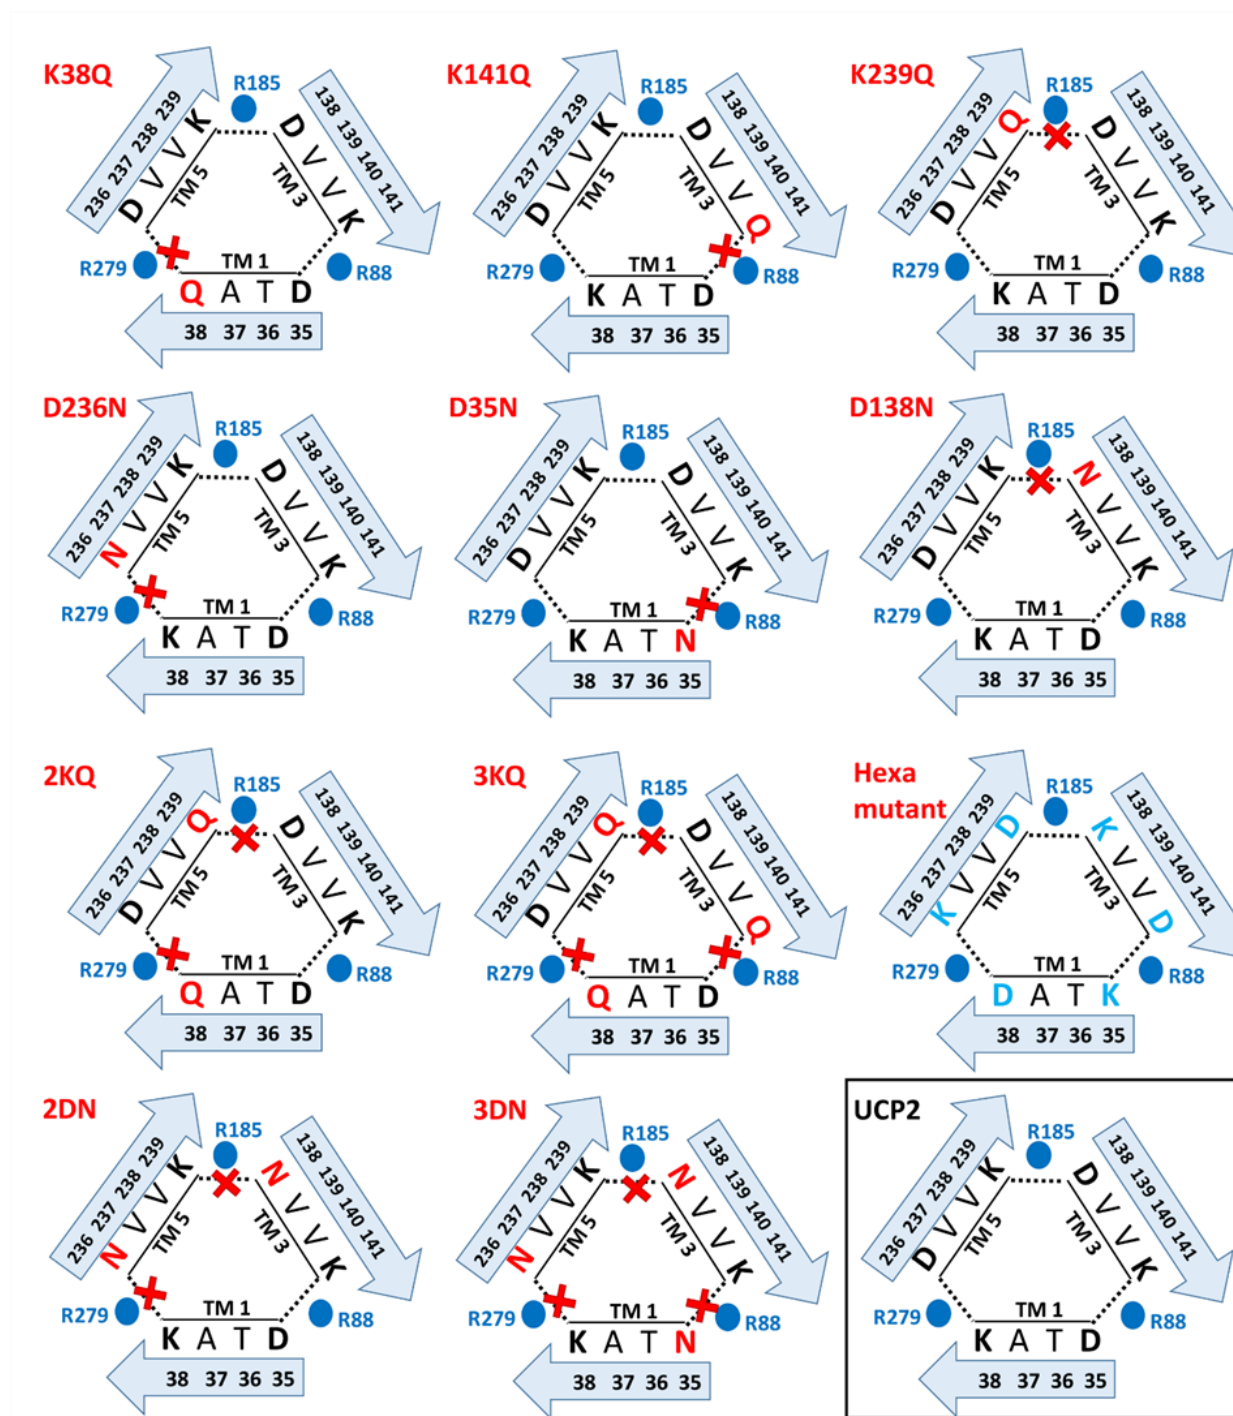 K38Q
R185
236 237 238 239
D V V K
TM 5
D V V K
TM 3
138 139 140 141
R279
TM 1
R88
Q A T D
38 37 36 35
K141Q
R185
236 237 238 239
D V V K
TM 5
D V V Q
TM 3
138 139 140 141
R279
TM 1
R88
K A T D
38 37 36 35
K239Q
R185
236 237 238 239
D V V Q
TM 5
D V V K
TM 3
138 139 140 141
R279
TM 1
R88
K A T D
38 37 36 35
D236N
R185
236 237 238 239
N V V K
TM 5
D V V K
TM 3
138 139 140 141
R279
TM 1
R88
K A T D
38 37 36 35
D35N
R185
236 237 238 239
D V V K
TM 5
D V V K
TM 3
138 139 140 141
R279
TM 1
R88
K A T N
38 37 36 35
D138N
R185
236 237 238 239
D V V K
TM 5
N V V K
TM 3
138 139 140 141
R279
TM 1
R88
K A T D
38 37 36 35
2KQ
R185
236 237 238 239
D V V Q
TM 5
D V V K
TM 3
138 139 140 141
R279
TM 1
R88
Q A T D
38 37 36 35
3KQ
R185
236 237 238 239
D V V Q
TM 5
D V V Q
TM 3
138 139 140 141
R279
TM 1
R88
Q A T D
38 37 36 35
Hexa
mutant
R185
236 237 238 239
K V V D
TM 5
K V V D
TM 3
138 139 140 141
R279
TM 1
R88
D A T K
38 37 36 35
2DN
R185
236 237 238 239
N V V K
TM 5
N V V K
TM 3
138 139 140 141
R279
TM 1
R88
K A T D
38 37 36 35
3DN
R185
236 237 238 239
N V V K
TM 5
N V V K
TM 3
138 139 140 141
R279
TM 1
R88
K A T N
38 37 36 35
UCP2
R185
236 237 238 239
D V V K
TM 5
D V V K
TM 3
138 139 140 141
R279
TM 1
R88
K A T D
38 37 36 35